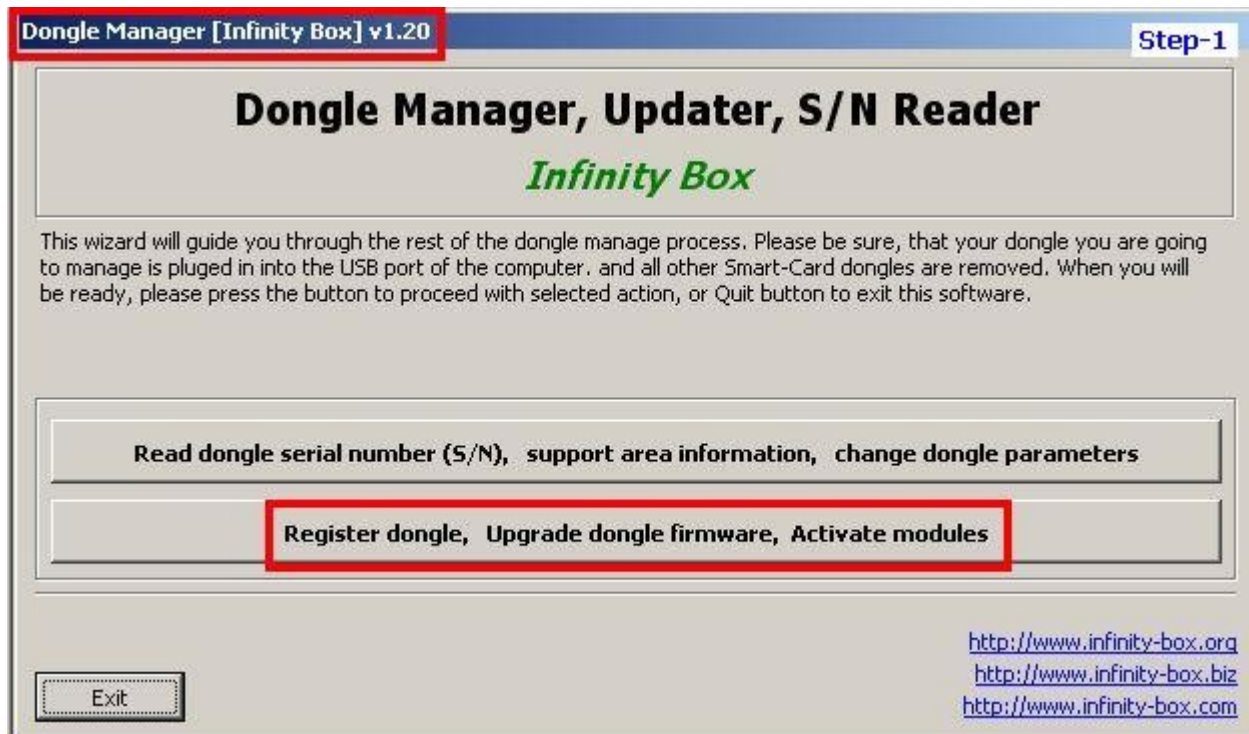 Dongle Manager [Infinity Box] v1.20
Step-1
Dongle Manager, Updater, S/N Reader
Infinity Box
This wizard will guide you through the rest of the dongle manage process. Please be sure, that your dongle you are going
to manage is pluged in into the USB port of the computer. and all other Smart-Card dongles are removed. When you will
be ready, please press the button to proceed with selected action, or Quit button to exit this software.
Read dongle serial number (S/N), support area information, change dongle parameters
Register dongle, Upgrade dongle firmware, Activate modules
http://www.infinity-box.org
http://www.infinity-box.biz
http://www.infinity-box.com
Exit